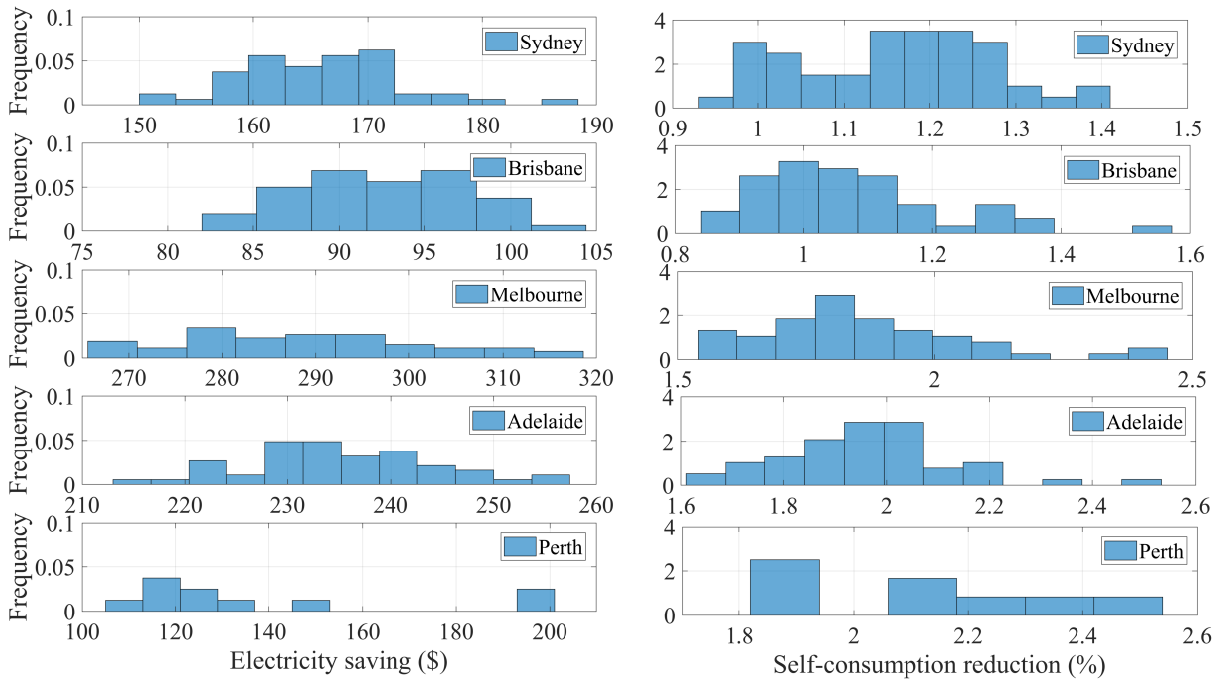 Frequency
0.1
0.05
0
Sydney
150 160 170 180 190
4
2
0
Sydney
0.9 1 1.1 1.2 1.3 1.4 1.5
Frequency
0.1
0.05
0
Brisbane
75 80 85 90 95 100 105
4
2
0
Brisbane
0.8 1 1.2 1.4 1.6
Frequency
0.1
0.05
0
Melbourne
270 280 290 300 310 320
4
2
0
Melbourne
1.5 2 2.5
Frequency
0.1
0.05
0
Adelaide
210 220 230 240 250 260
4
2
0
Adelaide
1.6 1.8 2 2.2 2.4 2.6
Frequency
0.1
0.05
0
Perth
100 120 140 160 180 200
Electricity saving ($)
4
2
0
Perth
1.8 2 2.2 2.4 2.6
Self-consumption reduction (%)